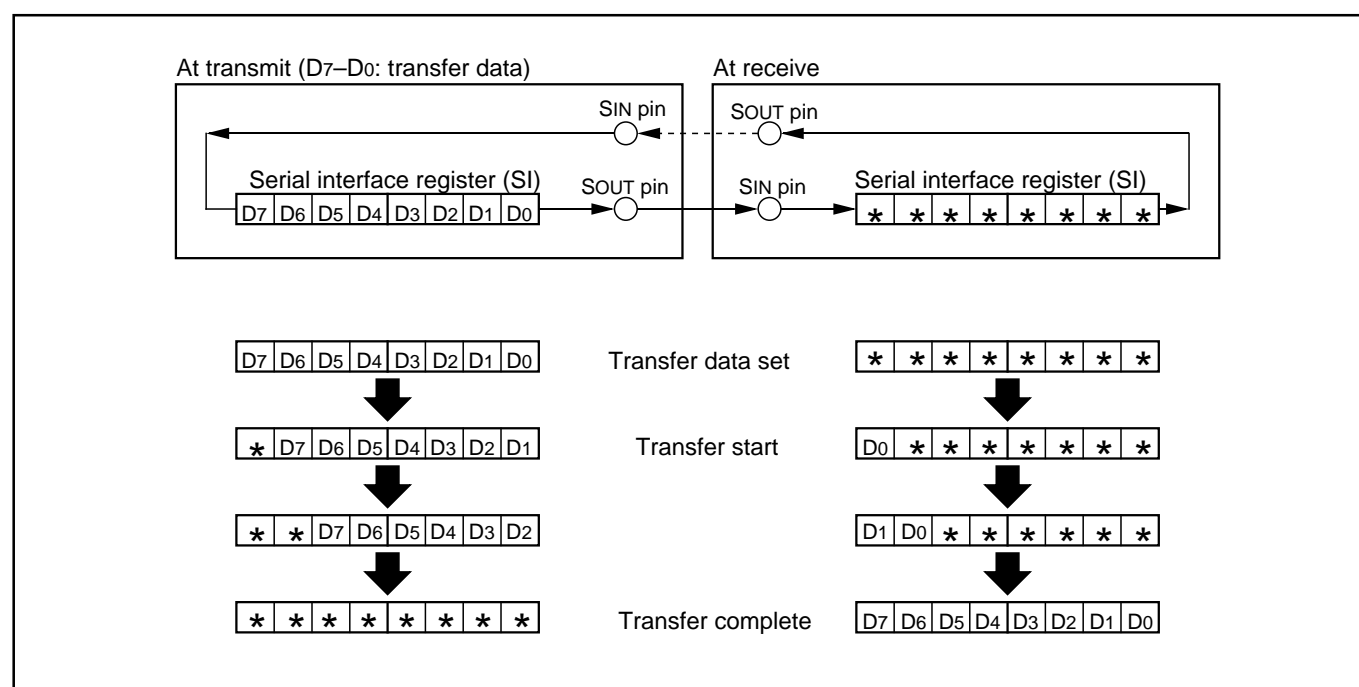 At transmit (D7–D0: transfer data) At receive
SIN pin SOUT pin
Serial interface register (SI) SOUT pin SIN pin Serial interface register (SI)
D7 D6 D5 D4 D3 D2 D1 D0 * * * * * * * *
D7 D6 D5 D4 D3 D2 D1 D0 Transfer data set * * * * * * * *
* D7 D6 D5 D4 D3 D2 D1 Transfer start D0 * * * * * * *
* * D7 D6 D5 D4 D3 D2 D1 D0 * * * * * *
* * * * * * * * Transfer complete D7 D6 D5 D4 D3 D2 D1 D0